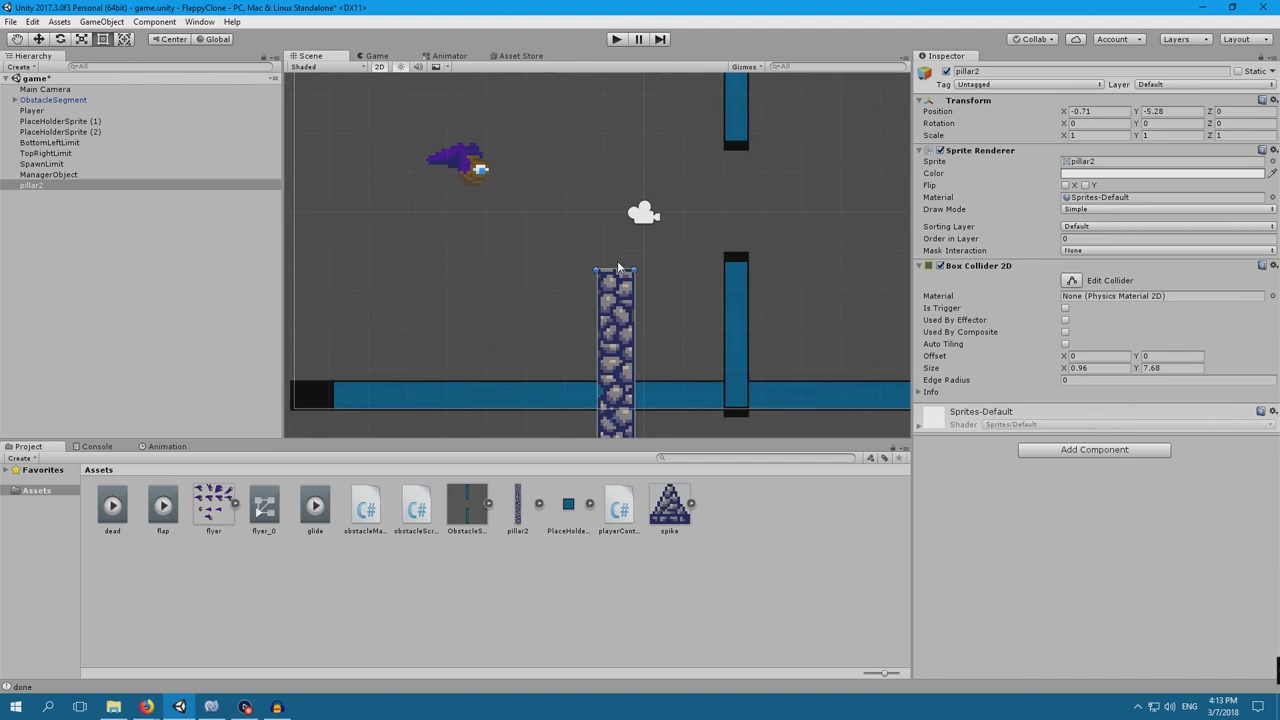 Unity 2017.3.0f3 Personal (64bit) - game.unity - FlappyClone - PC, Mac & Linux Standalone* <DX11>
File Edit Assets GameObject Component Window Help
Center Global Collab Account Layers Layout
Hierarchy
Create All
game*
Main Camera
ObstacleSegment
Player
PlaceHolderSprite (1)
PlaceHolderSprite (2)
BottomLeftLimit
TopRightLimit
SpawnLimit
ManagerObject
pillar2
Scene Game Animator Asset Store
Shaded 2D Gizmos All
Inspector
pillar2 Static
Tag Untagged Layer Default
Transform
Position X -0.71 Y -5.28 Z 0
Rotation X 0 Y 0 Z 0
Scale X 1 Y 1 Z 1
Sprite Renderer
Sprite pillar2
Color
Flip X Y
Material Sprites-Default
Draw Mode Simple
Sorting Layer Default
Order in Layer 0
Mask Interaction None
Box Collider 2D
Edit Collider
Material None (Physics Material 2D)
Is Trigger
Used By Effector
Used By Composite
Auto Tiling
Offset X 0 Y 0
Size X 0.96 Y 7.68
Edge Radius 0
Info
Sprites-Default
Shader Sprites/Default
Add Component
Project Console Animation
Create
Favorites
Assets
Assets
dead flap flyer flyer_0 glide obstacleMa... obstacleScr... ObstacleS... pillar2 PlaceHolde... playerCont... spike
done
ENG
4:13 PM
3/7/2018